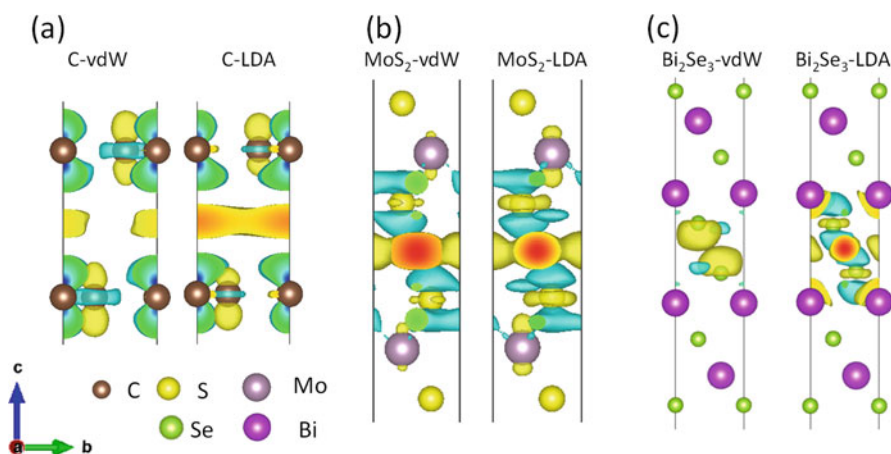 (a)
C-vdW C-LDA
(b)
MoS₂-vdW MoS₂-LDA
(c)
Bi₂Se₃-vdW Bi₂Se₃-LDA
c
a
b
C S Mo
Se Bi